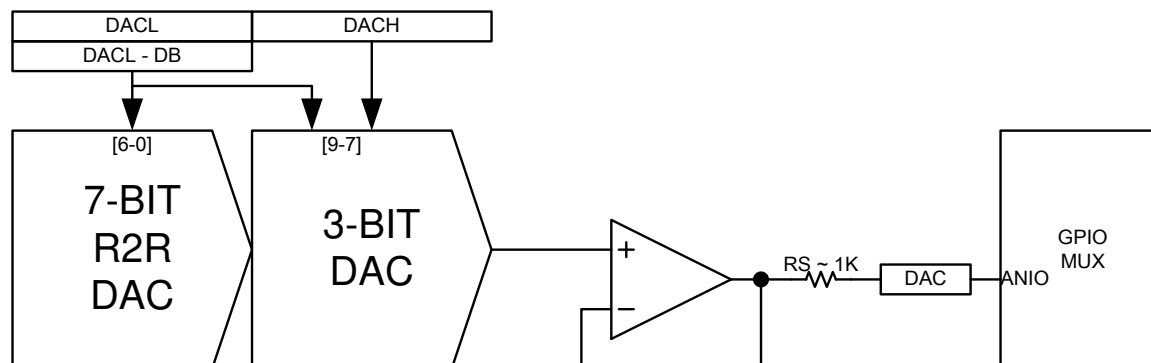 DACL
DACH
DACL - DB
[6-0]
[9-7]
7-BIT
R2R
DAC
3-BIT
DAC
+
−
RS ~ 1K
DAC
ANIO
GPIO
MUX